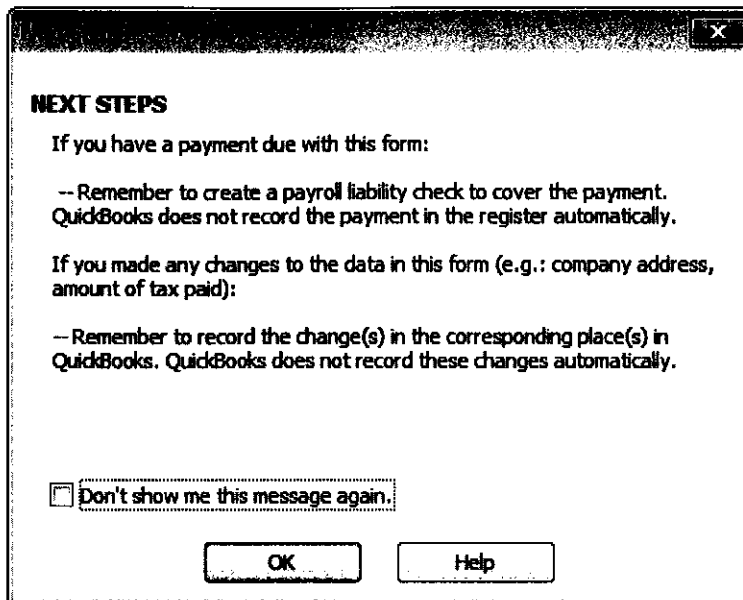 NEXT STEPS
If you have a payment due with this form:
-- Remember to create a payroll liability check to cover the payment.
QuickBooks does not record the payment in the register automatically.
If you made any changes to the data in this form (e.g.: company address,
amount of tax paid):
-- Remember to record the change(s) in the corresponding place(s) in
QuickBooks. QuickBooks does not record these changes automatically.
Don't show me this message again.
OK
Help